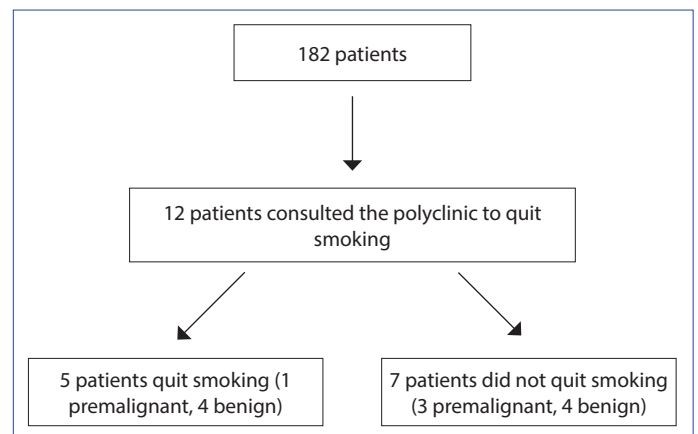 182 patients
12 patients consulted the polyclinic to quit
smoking
5 patients quit smoking (1
premalignant, 4 benign)
7 patients did not quit smoking
(3 premalignant, 4 benign)